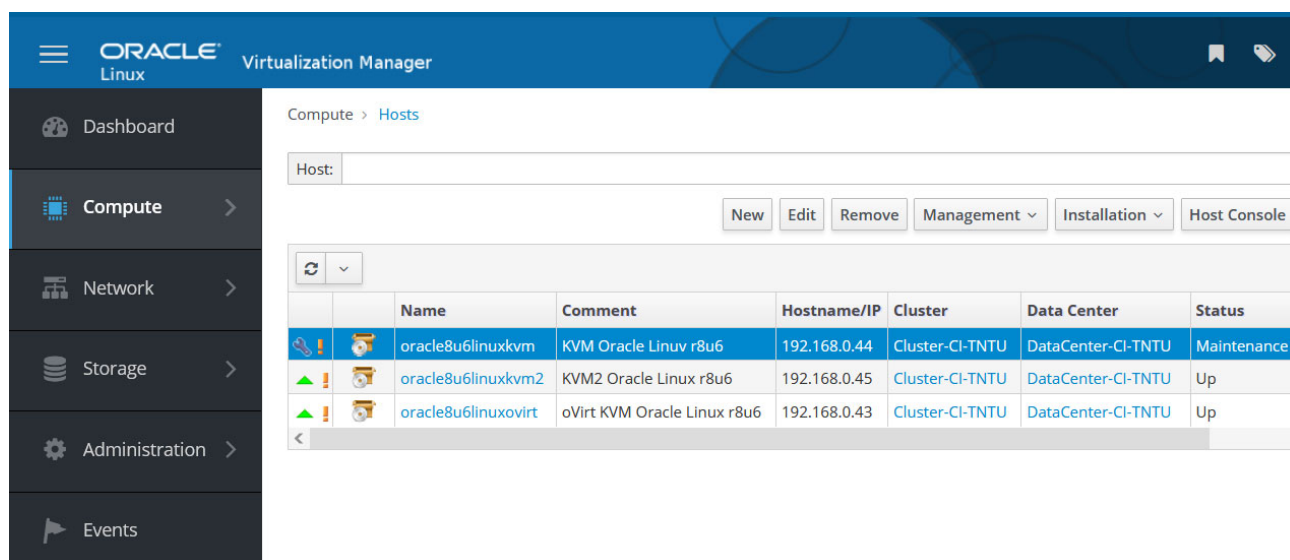 ORACLE
Linux
Virtualization Manager
Dashboard
Compute
Network
Storage
Administration
Events
Compute > Hosts
Host:
New Edit Remove Management Installation Host Console
Name Comment Hostname/IP Cluster Data Center Status
oracle8u6linuxkvm KVM Oracle Linuv r8u6 192.168.0.44 Cluster-CI-TNTU DataCenter-CI-TNTU Maintenance
oracle8u6linuxkvm2 KVM2 Oracle Linux r8u6 192.168.0.45 Cluster-CI-TNTU DataCenter-CI-TNTU Up
oracle8u6linuxovirt oVirt KVM Oracle Linux r8u6 192.168.0.43 Cluster-CI-TNTU DataCenter-CI-TNTU Up